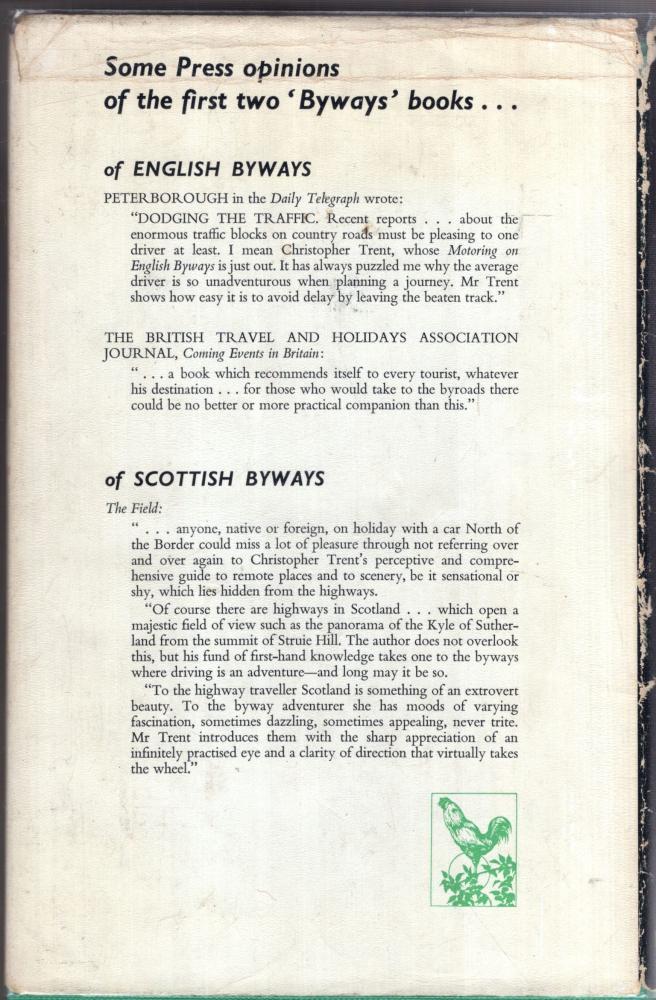 Some Press opinions
of the first two ‘Byways’ books . . .
of ENGLISH BYWAYS
PETERBOROUGH in the Daily Telegraph wrote:
“DODGING THE TRAFFIC. Recent reports . . . about the
enormous traffic blocks on country roads must be pleasing to one
driver at least. I mean Christopher Trent, whose Motoring on
English Byways is just out. It has always puzzled me why the average
driver is so unadventurous when planning a journey. Mr Trent
shows how easy it is to avoid delay by leaving the beaten track.”
THE BRITISH TRAVEL AND HOLIDAYS ASSOCIATION
JOURNAL, Coming Events in Britain:
“ . . . a book which recommends itself to every tourist, whatever
his destination . . . for those who would take to the byroads there
could be no better or more practical companion than this.”
of SCOTTISH BYWAYS
The Field:
“ . . . anyone, native or foreign, on holiday with a car North of
the Border could miss a lot of pleasure through not referring over
and over again to Christopher Trent’s perceptive and compre-
hensive guide to remote places and to scenery, be it sensational or
shy, which lies hidden from the highways.
“Of course there are highways in Scotland . . . which open a
majestic field of view such as the panorama of the Kyle of Suther-
land from the summit of Struie Hill. The author does not overlook
this, but his fund of first-hand knowledge takes one to the byways
where driving is an adventure—and long may it be so.
“To the highway traveller Scotland is something of an extrovert
beauty. To the byway adventurer she has moods of varying
fascination, sometimes dazzling, sometimes appealing, never trite.
Mr Trent introduces them with the sharp appreciation of an
infinitely practised eye and a clarity of direction that virtually takes
the wheel.”